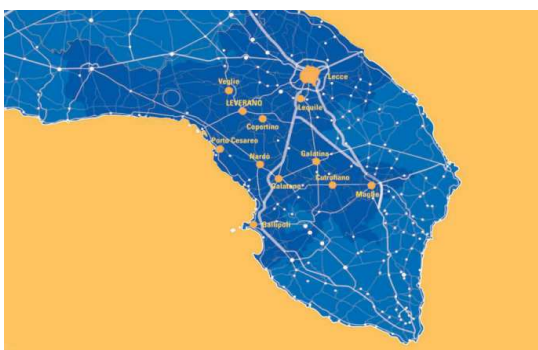 Lecce
Veglie
LEVERANO
Lequile
Copertino
Porto Cesareo
Nardò
Galatina
Galatone
Cutrofiano
Maglie
Gallipoli